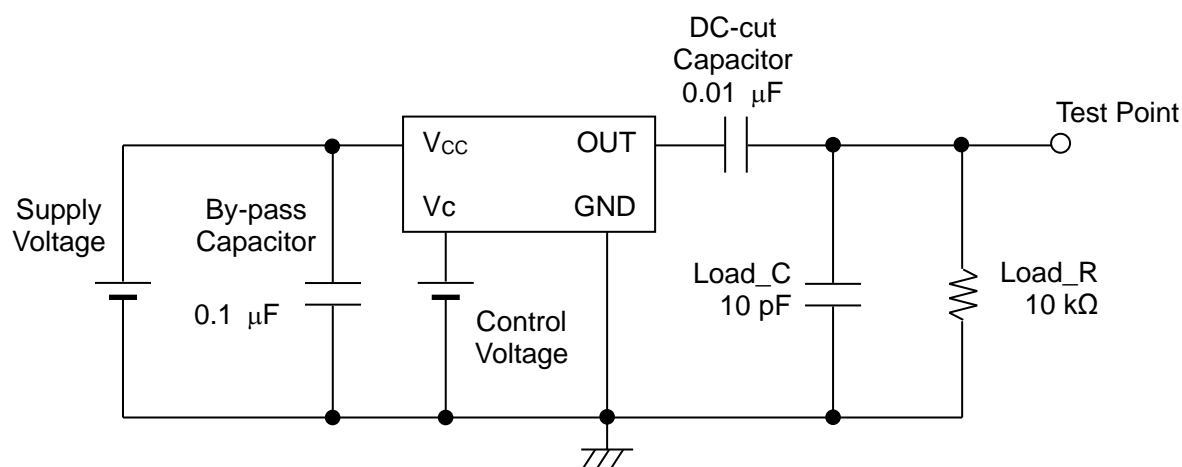 DC-cut
Capacitor
0.01 μF
Test Point
VCC
OUT
Vc
GND
Supply
Voltage
By-pass
Capacitor
0.1 μF
Control
Voltage
Load_C
10 pF
Load_R
10 kΩ